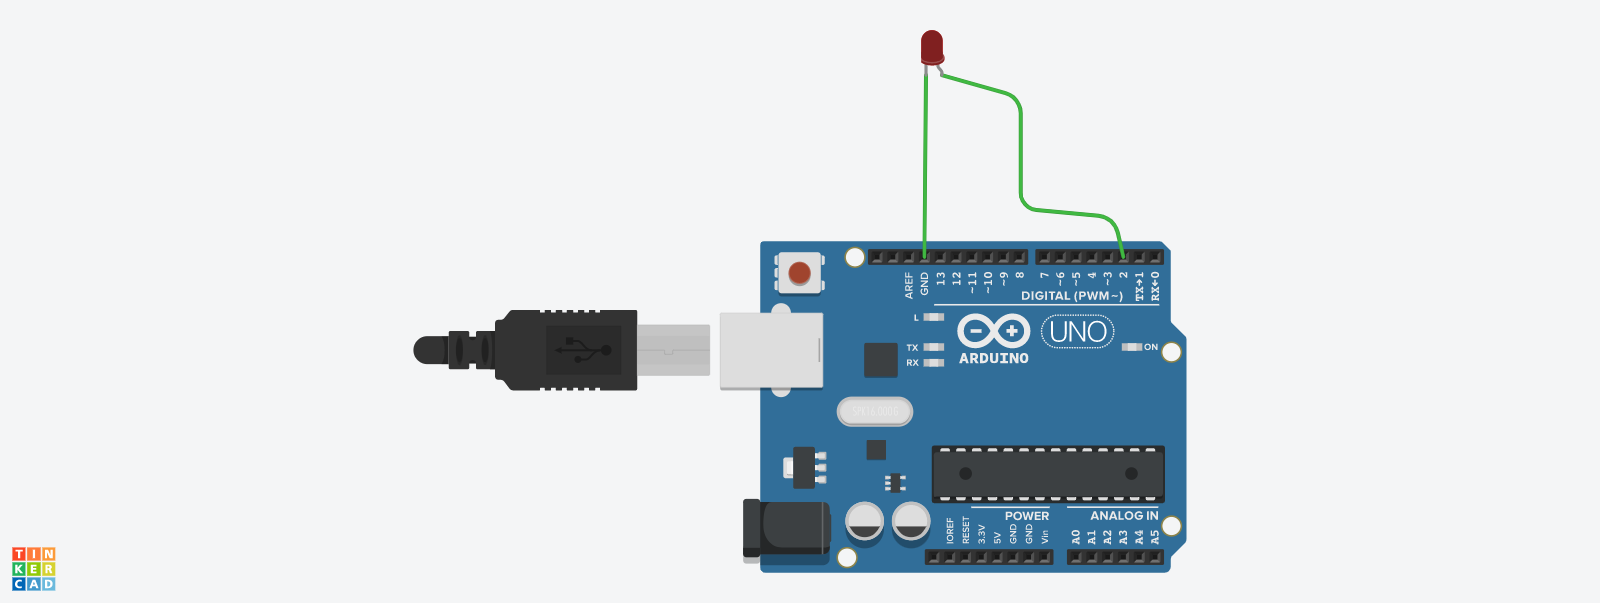 AREF
GND
13
12
~11
~10
~9
8
7
~6
~5
4
~3
2
TX→1
RX←0
DIGITAL (PWM~)
L
TX
RX
ARDUINO
UNO
ON
SPK16.000G
IOREF
RESET
3.3V
5V
GND
GND
Vin
POWER
ANALOG IN
A0
A1
A2
A3
A4
A5
TIN
KER
CAD